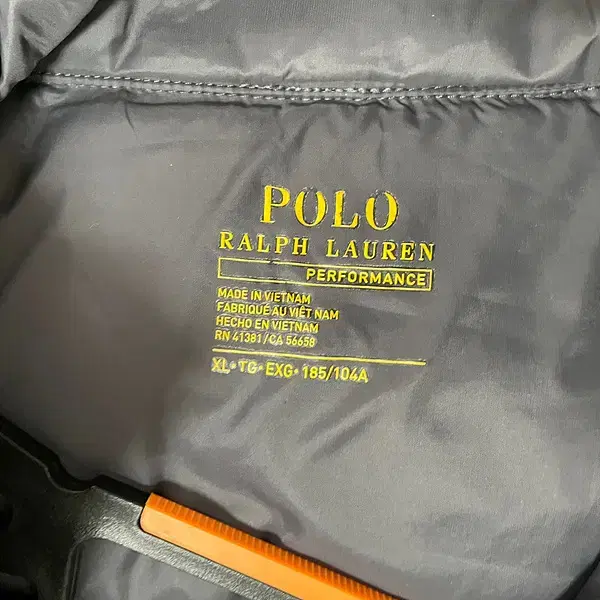 POLO
RALPH LAUREN
PERFORMANCE
MADE IN VIETNAM
FABRIQUÉ AU VIÊT NAM
HECHO EN VIETNAM
RN 41381/CA 56658
XL• TG• EXG• 185/104A